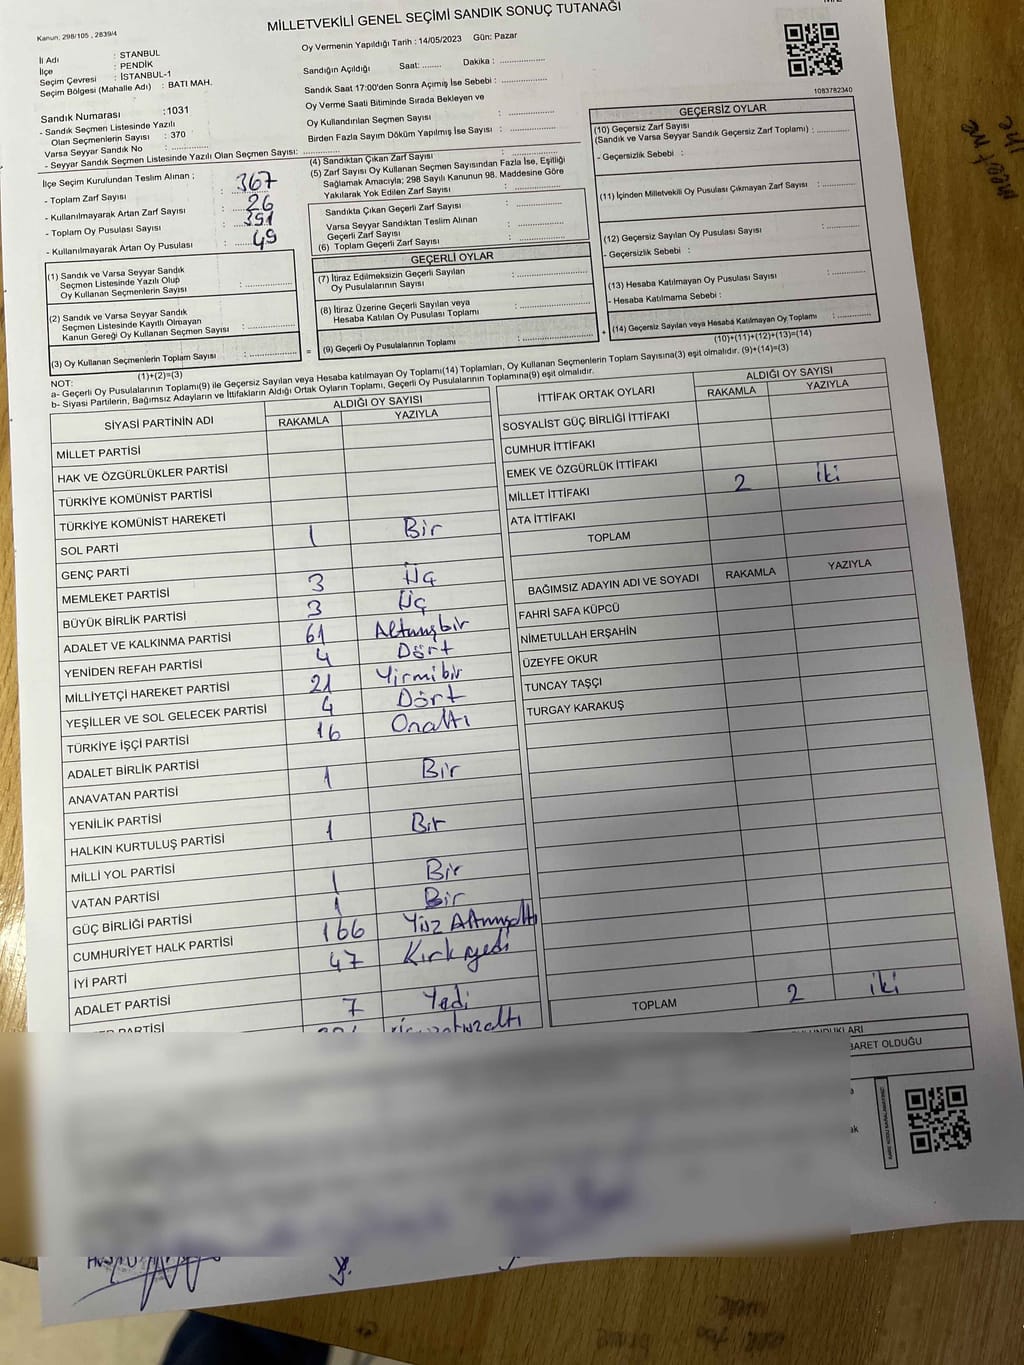 Kanun: 298/105 , 2839/4
MİLLETVEKİLİ GENEL SEÇİMİ SANDIK SONUÇ TUTANAĞI
İl Adı : STANBUL
İlçe : PENDİK
Seçim Çevresi : İSTANBUL-1
Seçim Bölgesi (Mahalle Adı) : BATI MAH.
Oy Vermenin Yapıldığı Tarih : 14/05/2023 Gün: Pazar
Sandığın Açıldığı Saat: ........ Dakika : ..................
Sandık Saat 17:00'den Sonra Açımış İse Sebebi : ..................
Oy Verme Saati Bitiminde Sırada Bekleyen ve
Oy Kullandırılan Seçmen Sayısı : ..................
Birden Fazla Sayım Döküm Yapılmış İse Sayısı : ..................
1083782340
Sandık Numarası : 1031
- Sandık Seçmen Listesinde Yazılı
Olan Seçmenlerin Sayısı : 370
Varsa Seyyar Sandık No : ..................
- Seyyar Sandık Seçmen Listesinde Yazılı Olan Seçmen Sayısı: ..................
İlçe Seçim Kurulundan Teslim Alınan ;
- Toplam Zarf Sayısı : 367
- Kullanılmayarak Artan Zarf Sayısı : 26
- Toplam Oy Pusulası Sayısı : 391
- Kullanılmayarak Artan Oy Pusulası : 49
(1) Sandık ve Varsa Seyyar Sandık
Seçmen Listesinde Yazılı Olup
Oy Kullanan Seçmenlerin Sayısı : ..................
(2) Sandık ve Varsa Seyyar Sandık
Seçmen Listesinde Kayıtlı Olmayan
Kanun Gereği Oy Kullanan Seçmen Sayısı : ..................
(3) Oy Kullanan Seçmenlerin Toplam Sayısı : ..................
(1)+(2)=(3)
(4) Sandıktan Çıkan Zarf Sayısı : ..................
(5) Zarf Sayısı Oy Kullanan Seçmen Sayısından Fazla İse, Eşitliği
Sağlamak Amacıyla; 298 Sayılı Kanunun 98. Maddesine Göre
Yakılarak Yok Edilen Zarf Sayısı : ..................
Sandıkta Çıkan Geçerli Zarf Sayısı : ..................
Varsa Seyyar Sandıktan Teslim Alınan
Geçerli Zarf Sayısı : ..................
(6) Toplam Geçerli Zarf Sayısı : ..................
GEÇERLİ OYLAR
(7) İtiraz Edilmeksizin Geçerli Sayılan
Oy Pusulasının Sayısı : ..................
(8) İtiraz Üzerine Geçerli Sayılan veya
Hesaba Katılan Oy Pusulası Toplamı : ..................
= (9) Geçerli Oy Pusulalarının Toplamı : ..................
GEÇERSİZ OYLAR
(10) Geçersiz Zarf Sayısı
(Sandık ve Varsa Seyyar Sandık Geçersiz Zarf Toplamı) : ..................
- Geçersizlik Sebebi :
(11) İçinden Milletvekili Oy Pusulası Çıkmayan Zarf Sayısı : ..................
(12) Geçersiz Sayılan Oy Pusulası Sayısı : ..................
- Geçersizlik Sebebi :
(13) Hesaba Katılmayan Oy Pusulası Sayısı : ..................
- Hesaba Katılmama Sebebi :
+ (14) Geçersiz Sayılan veya Hesaba Katılmayan Oy Toplamı : ..................
(10)+(11)+(12)+(13)=(14)
NOT:
a- Geçerli Oy Pusulalarının Toplamı(9) ile Geçersiz Sayılan veya Hesaba katılmayan Oy Toplamı(14) Toplamları, Oy Kullanan Seçmenlerin Toplam Sayısına(3) eşit olmalıdır. (9)+(14)=(3)
b- Siyasi Partilerin, Bağımsız Adayların ve İttifakların Aldığı Ortak Oyların Toplamı, Geçerli Oy Pusulalarının Toplamına(9) eşit olmalıdır.
SİYASİ PARTİNİN ADI ALDIĞI OY SAYISI
RAKAMLA YAZIYLA
MİLLET PARTİSİ
HAK VE ÖZGÜRLÜKLER PARTİSİ
TÜRKİYE KOMÜNİST PARTİSİ
TÜRKİYE KOMÜNİST HAREKETİ
SOL PARTİ 1 Bir
GENÇ PARTİ
MEMLEKET PARTİSİ 3 Üç
BÜYÜK BİRLİK PARTİSİ 3 Üç
ADALET VE KALKINMA PARTİSİ 61 Altmışbir
YENİDEN REFAH PARTİSİ 4 Dört
MİLLİYETÇİ HAREKET PARTİSİ 21 Yirmibir
YEŞİLLER VE SOL GELECEK PARTİSİ 4 Dört
TÜRKİYE İŞÇİ PARTİSİ 16 Onaltı
ADALET BİRLİK PARTİSİ
ANAVATAN PARTİSİ 1 Bir
YENİLİK PARTİSİ
HALKIN KURTULUŞ PARTİSİ 1 Bir
MİLLİ YOL PARTİSİ
VATAN PARTİSİ 1 Bir
GÜÇ BİRLİĞİ PARTİSİ 1 Bir
CUMHURİYET HALK PARTİSİ 166 Yüz Altmışaltı
İYİ PARTİ 47 Kırk yedi
ADALET PARTİSİ
PARTİSİ 7 Yedi
İTTİFAK ORTAK OYLARI ALDIĞI OY SAYISI
RAKAMLA YAZIYLA
SOSYALİST GÜÇ BİRLİĞİ İTTİFAKI
CUMHUR İTTİFAKI
EMEK VE ÖZGÜRLÜK İTTİFAKI
MİLLET İTTİFAKI 2 iki
ATA İTTİFAKI
TOPLAM
BAĞIMSIZ ADAYIN ADI VE SOYADI RAKAMLA YAZIYLA
FAHRİ SAFA KÜPCÜ
NİMETULLAH ERŞAHİN
ÜZEYFE OKUR
TUNCAY TAŞÇI
TURGAY KARAKUŞ
TOPLAM 2 iki
BARET OLDUĞU